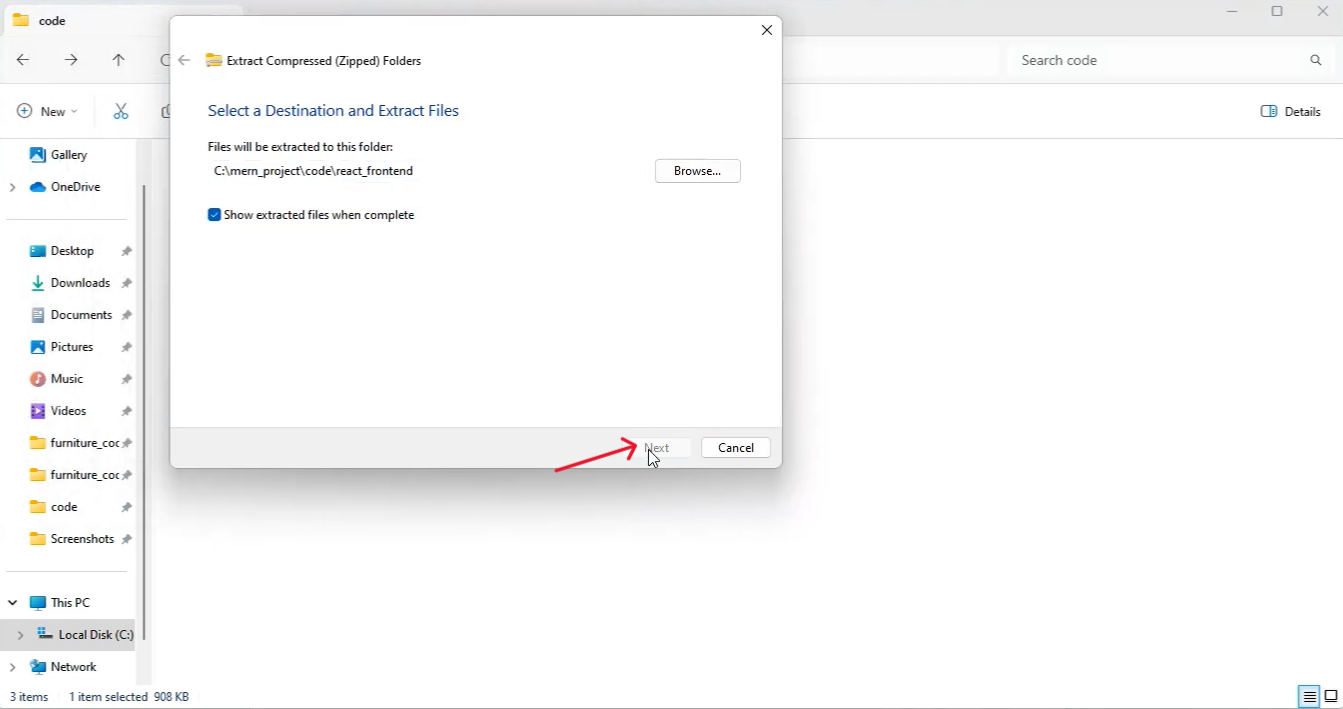 code
Extract Compressed (Zipped) Folders
Search code
New
Details
Select a Destination and Extract Files
Files will be extracted to this folder:
C:\mern_project\code\react_frontend
Browse...
Show extracted files when complete
Next
Cancel
Gallery
OneDrive
Desktop
Downloads
Documents
Pictures
Music
Videos
furniture_coc
furniture_coc
code
Screenshots
This PC
Local Disk (C:)
Network
3 items
1 item selected 908 KB